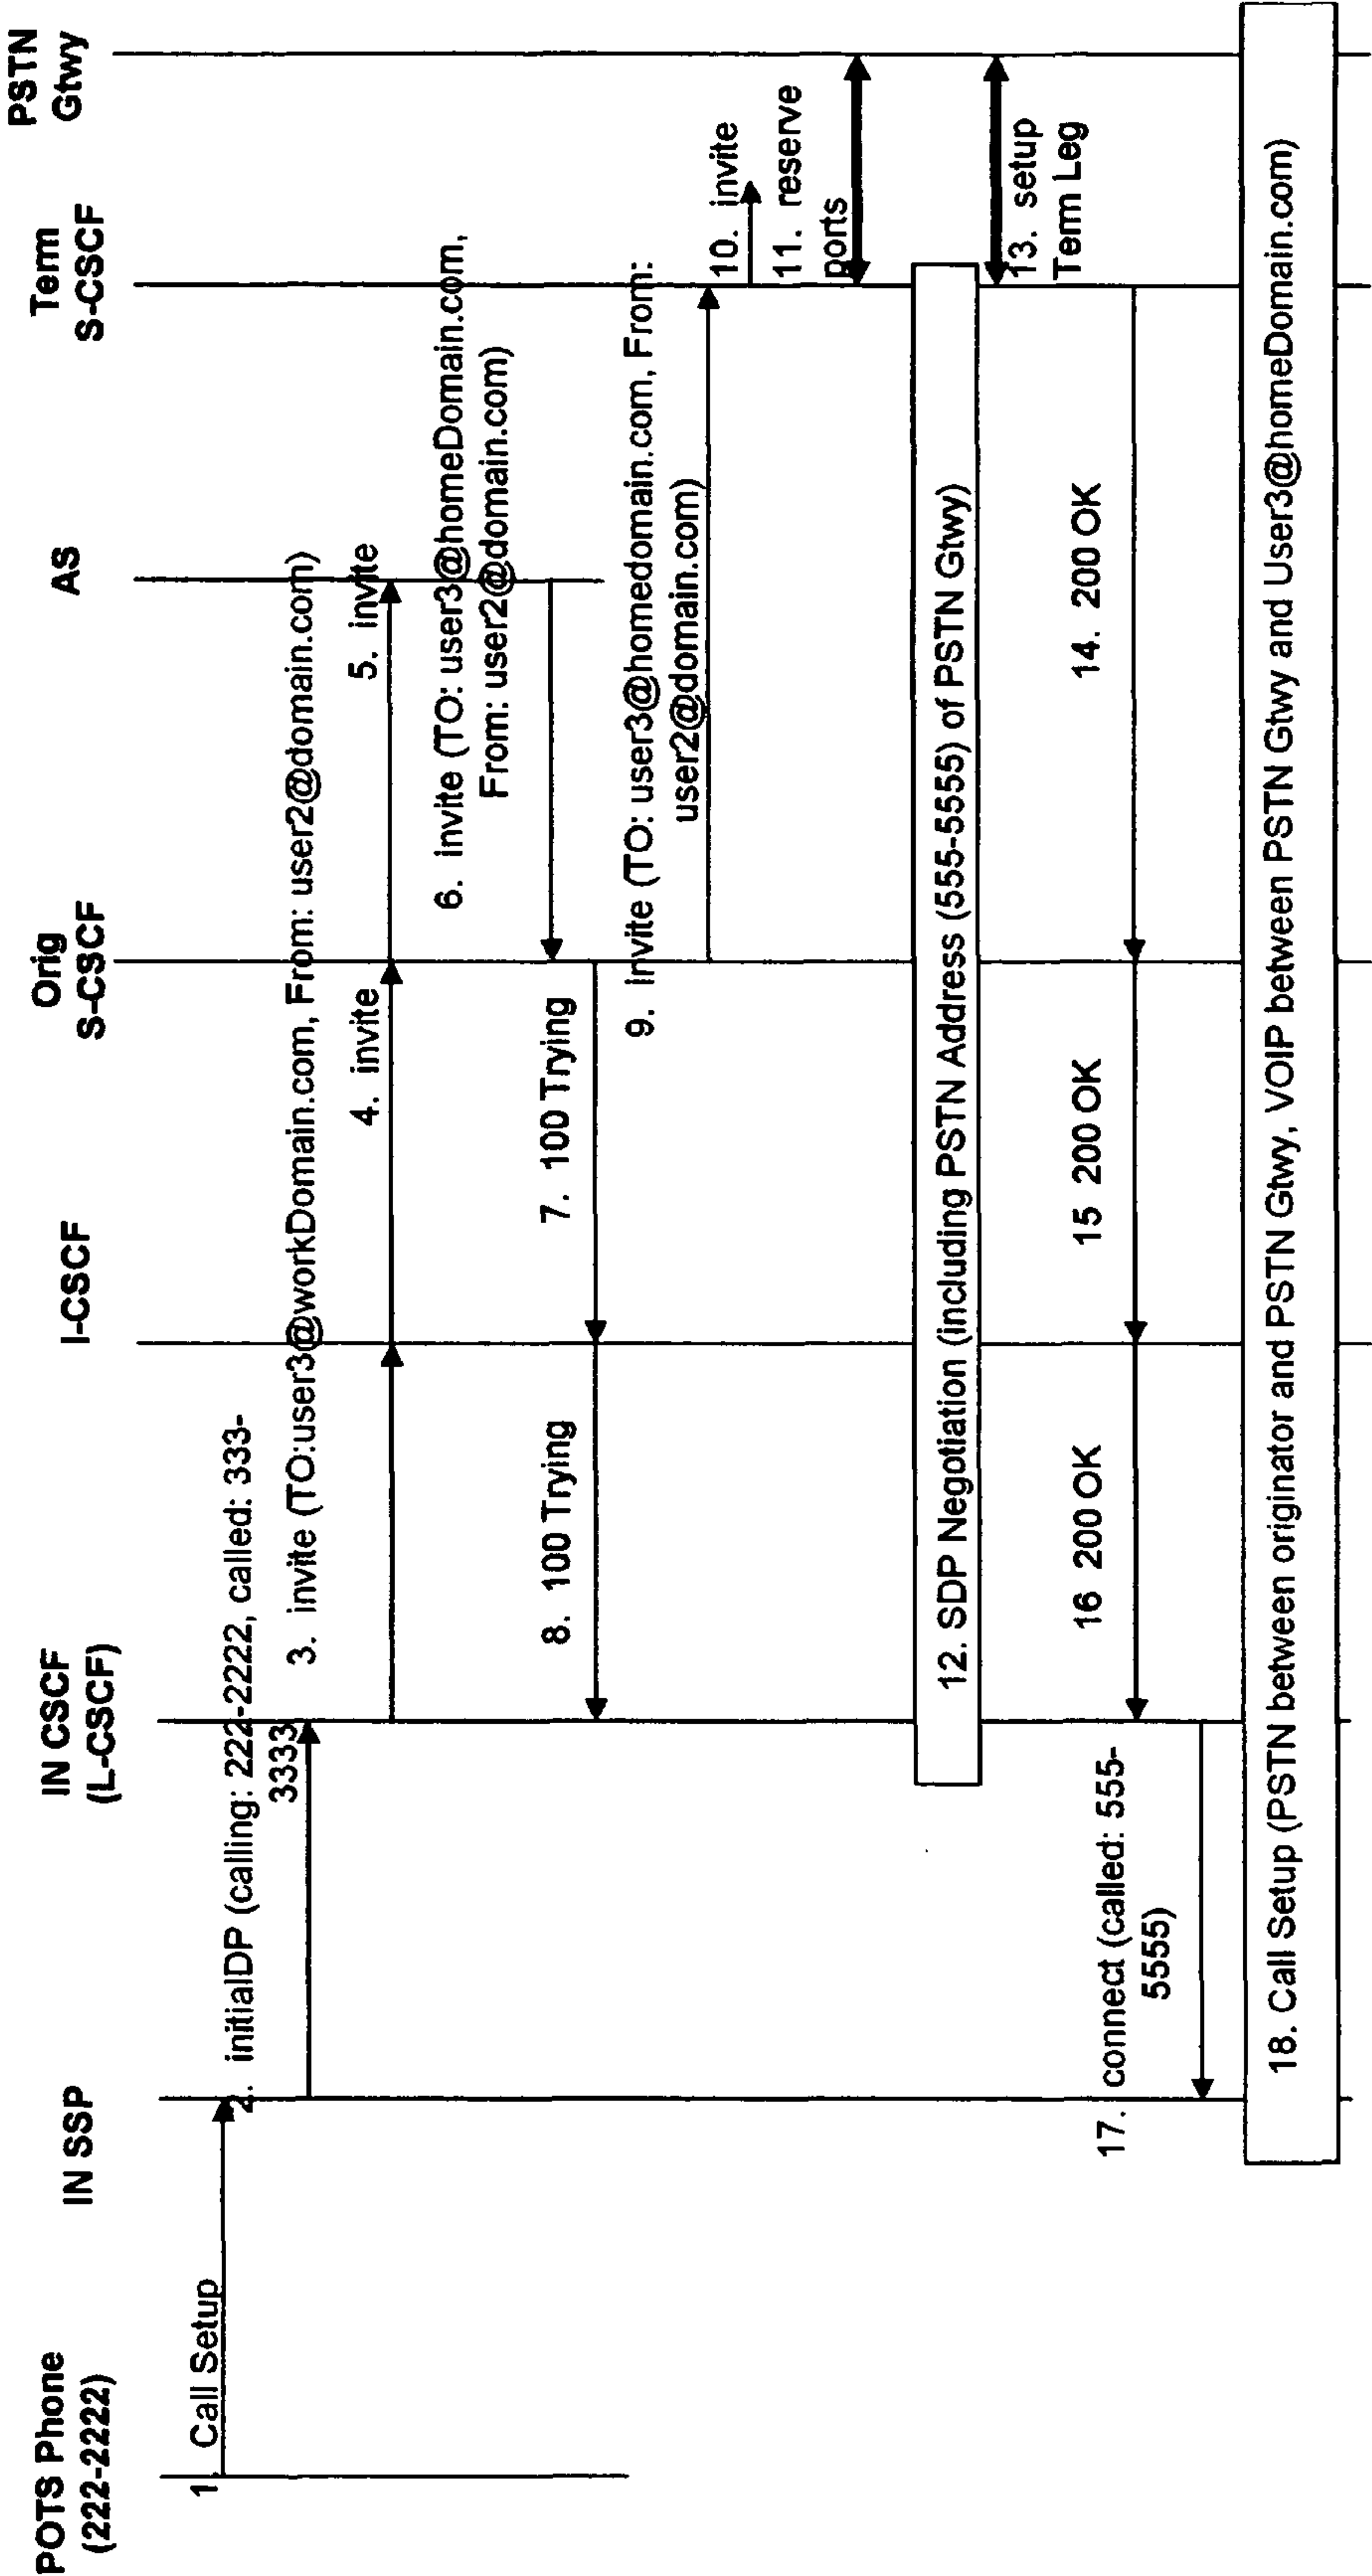 POTS Phone
(222-2222)
IN SSP
IN CSCF
(L-CSCF)
I-CSCF
Orig
S-CSCF
AS
Term
S-CSCF
PSTN
Gtwy
1 Call Setup
2. initialDP (calling: 222-2222, called: 333-
3333
3. invite (TO:user3@workDomain.com, From: user2@domain.com)
4. invite
5. invite
6. invite (TO: user3@homeDomain.com,
From: user2@domain.com)
7. 100 Trying
8. 100 Trying
9. invite (TO: user3@homedomain.com, From:
user2@domain.com)
10. invite
11. reserve
ports
12. SDP Negotiation (including PSTN Address (555-5555) of PSTN Gtwy)
13. setup
Term Leg
14. 200 OK
15 200 OK
16 200 OK
17. connect (called: 555-
5555)
18. Call Setup (PSTN between originator and PSTN Gtwy, VOIP between PSTN Gtwy and User3@homeDomain.com)